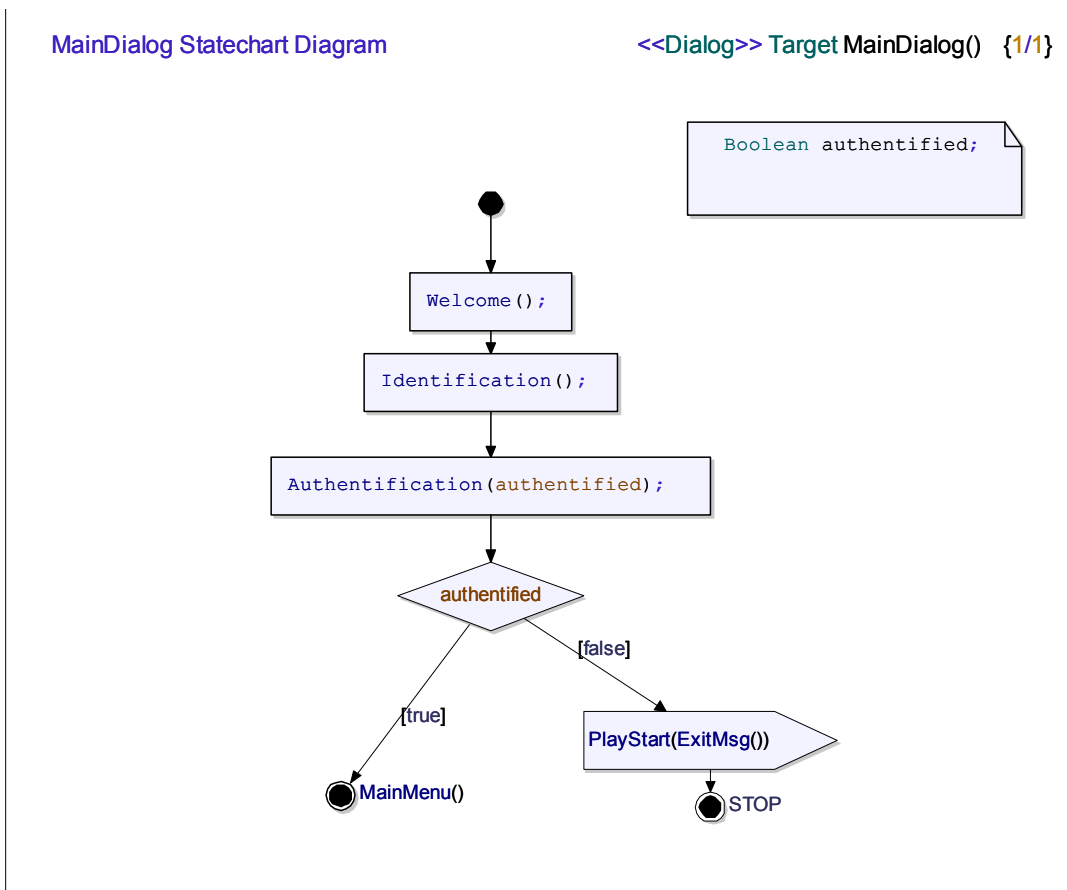 MainDialog Statechart Diagram
<<Dialog>> Target MainDialog() {1/1}
Boolean authentified;
Welcome();
Identification();
Authentification(authentified);
authentified
[false]
[true]
PlayStart(ExitMsg())
MainMenu()
STOP